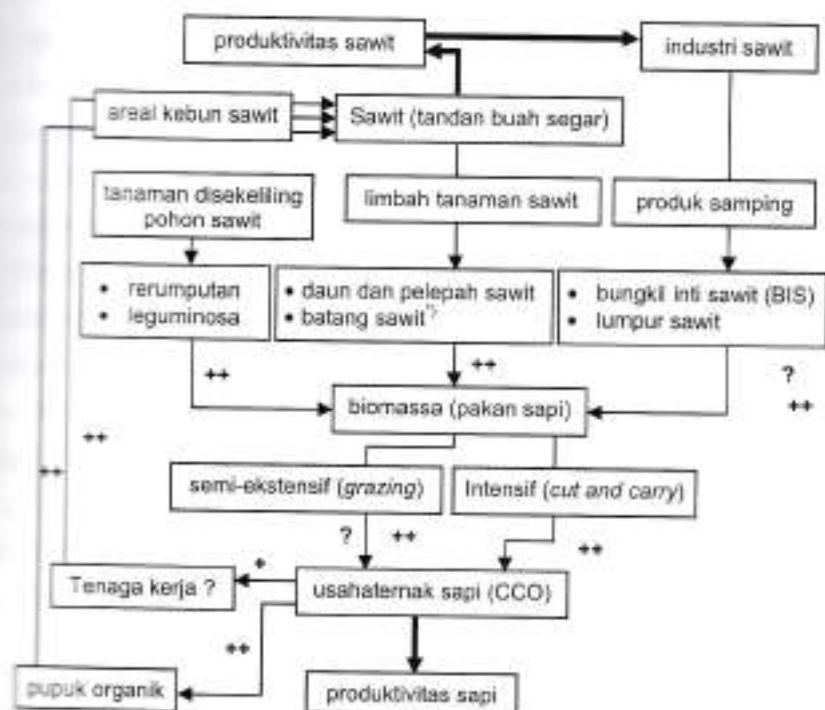 produktivitas sawit
industri sawit
areal kebun sawit
Sawit (tandan buah segar)
tanaman disekeliling
pohon sawit
limbah tanaman sawit
produk samping
• rerumputan
• leguminosa
• daun dan pelepah sawit
• batang sawit*)
• bungkil inti sawit (BIS)
• lumpur sawit
++
++
?
++
biomassa (pakan sapi)
++
++
semi-ekstensif (grazing)
Intensif (cut and carry)
?
++
++
Tenaga kerja ?
+
usahaternak sapi (CCO)
++
pupuk organik
produktivitas sapi